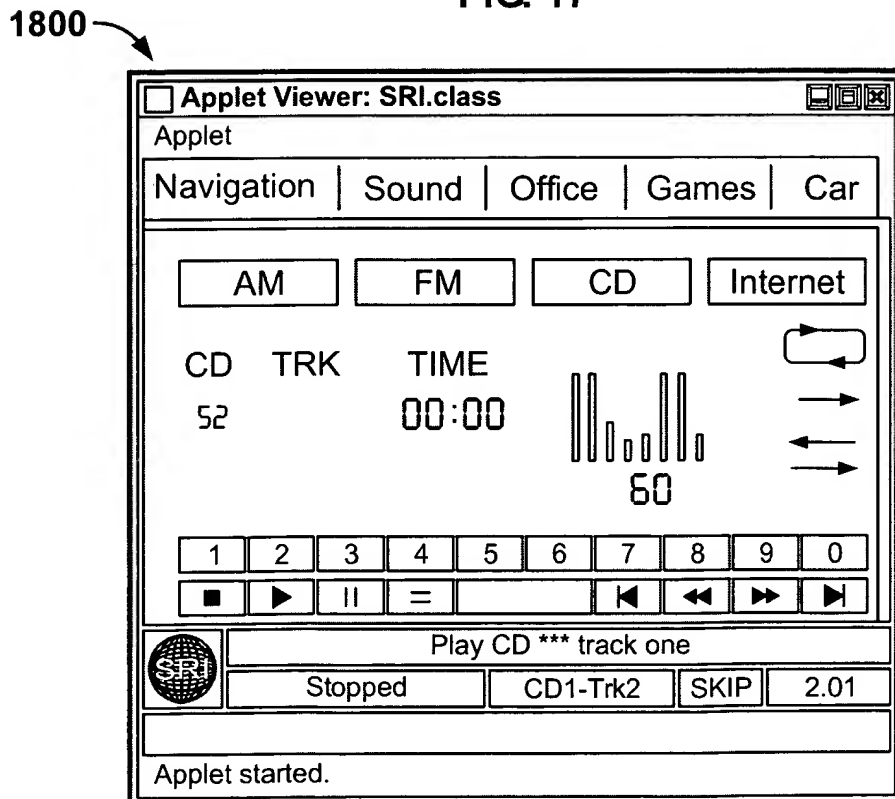 1800
Applet Viewer: SRI.class
Applet
Navigation | Sound | Office | Games | Car
AM FM CD Internet
CD TRK TIME
52 00:00
60
1 2 3 4 5 6 7 8 9 0
SRI
Play CD *** track one
Stopped CD1-Trk2 SKIP 2.01
Applet started.